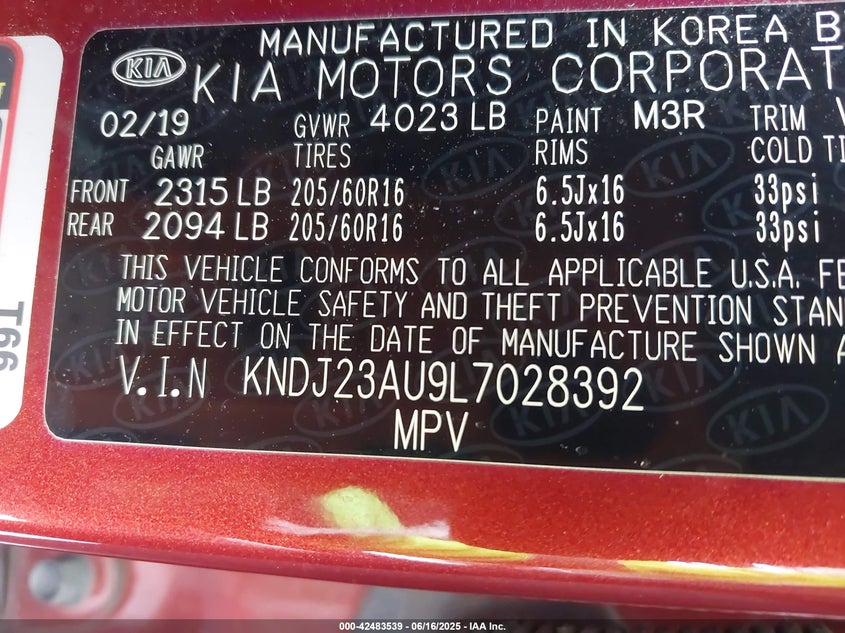 MANUFACTURED IN KOREA B
KIA KIA MOTORS CORPORAT
02/19 GVWR 4023 LB PAINT M3R TRIM
GAWR TIRES RIMS COLD TI
FRONT 2315 LB 205/60R16 6.5Jx16 33psi
REAR 2094 LB 205/60R16 6.5Jx16 33psi
THIS VEHICLE CONFORMS TO ALL APPLICABLE U.S.A. FE
MOTOR VEHICLE SAFETY AND THEFT PREVENTION STAN
IN EFFECT ON THE DATE OF MANUFACTURE SHOWN A
V.I.N KNDJ23AU9L7028392
MPV
T66
000-42483539 - 06/16/2025 - IAA Inc.